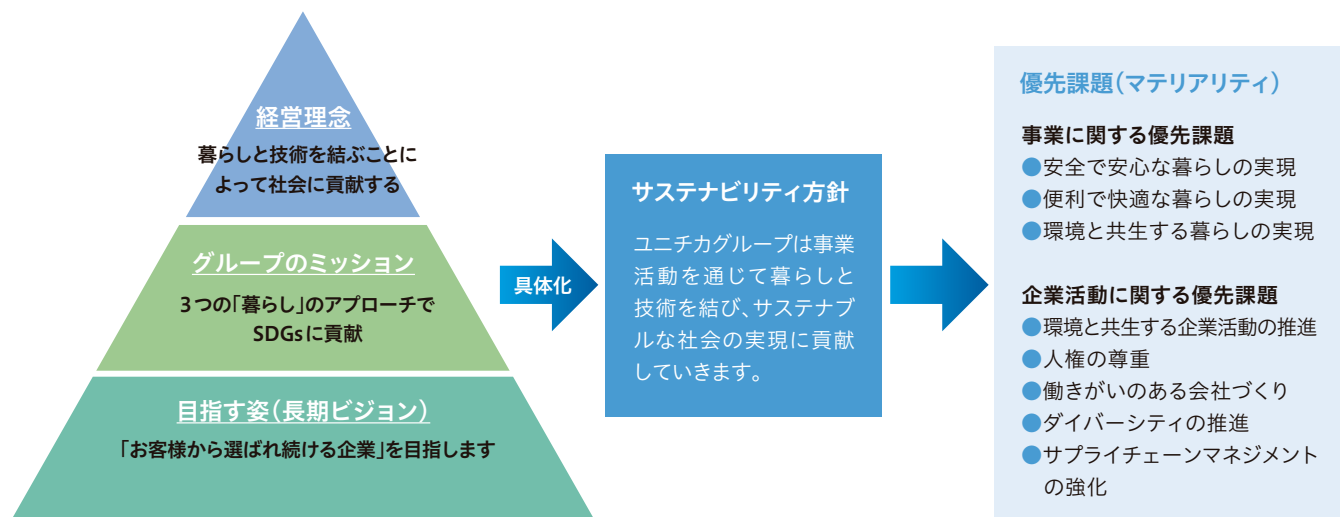 経営理念
暮らしと技術を結ぶことに
よって社会に貢献する
グループのミッション
3つの「暮らし」のアプローチで
SDGsに貢献
目指す姿（長期ビジョン）
「お客様から選ばれ続ける企業」を目指します
具体化
サステナビリティ方針
ユニチカグループは事業
活動を通じて暮らしと
技術を結び、サステナブ
ルな社会の実現に貢献
していきます。
優先課題（マテリアリティ）
事業に関する優先課題
●安全で安心な暮らしの実現
●便利で快適な暮らしの実現
●環境と共生する暮らしの実現
企業活動に関する優先課題
●環境と共生する企業活動の推進
●人権の尊重
●働きがいのある会社づくり
●ダイバーシティの推進
●サプライチェーンマネジメント
の強化